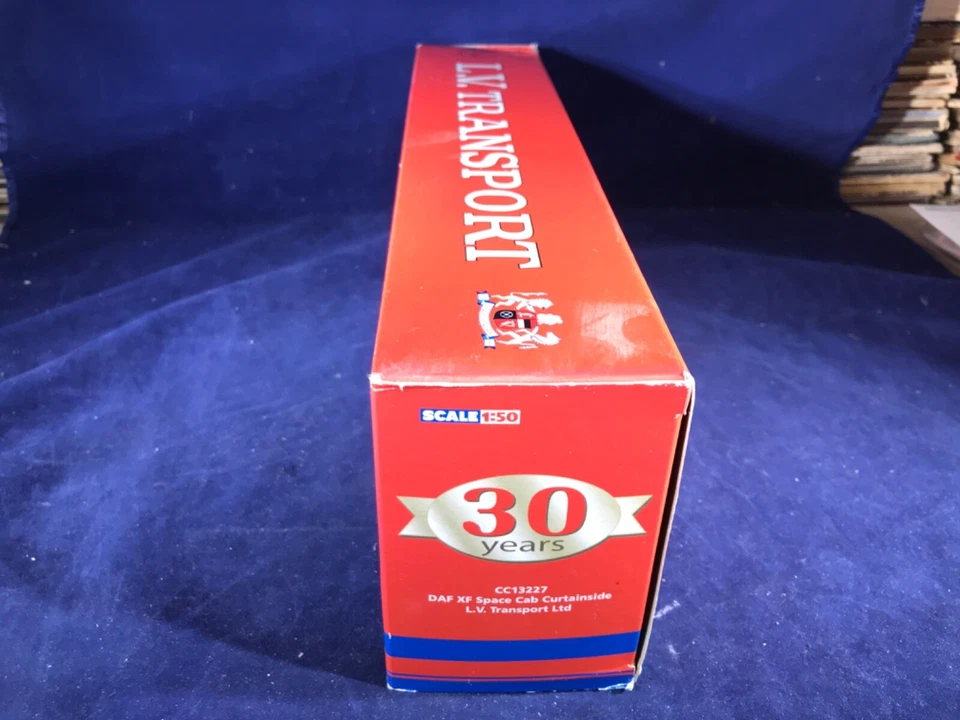 L.V. TRANSPORT
SCALE 1:50
30
years
CC13227
DAF XF Space Cab Curtainside
L.V. Transport Ltd